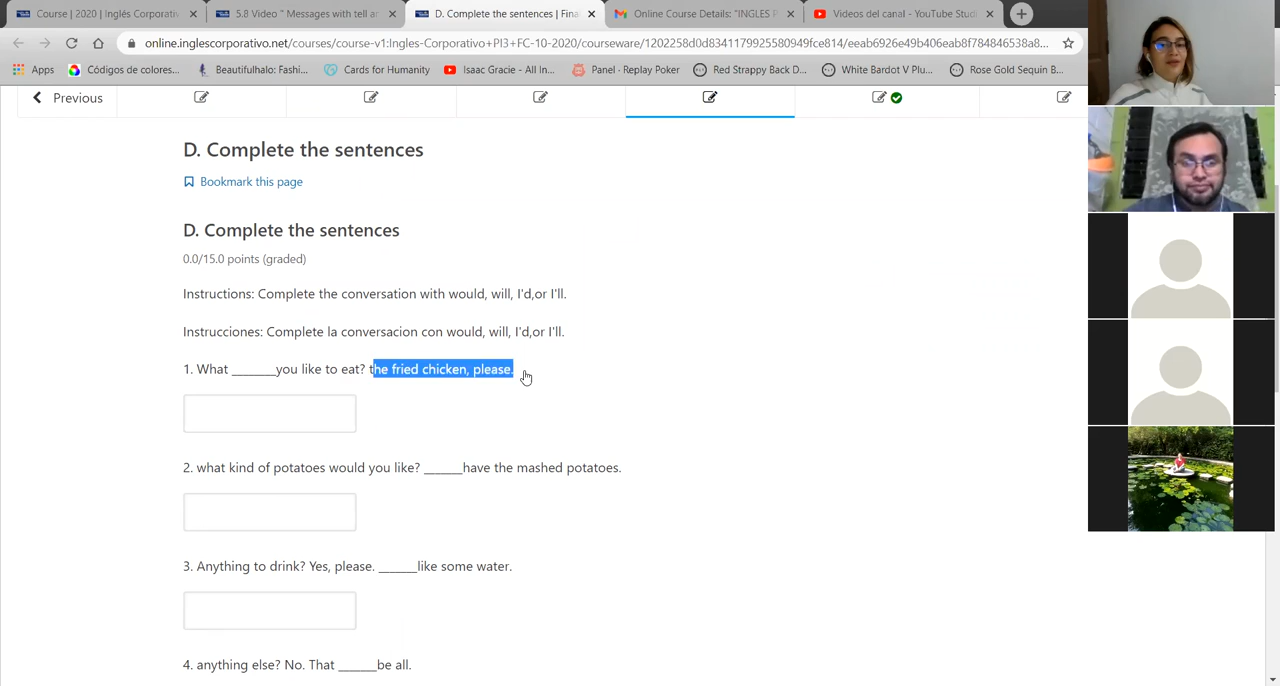 Course | 2020 | Inglés Corporativ
5.8 Video " Messages with tell ar
D. Complete the sentences | Fina
Online Course Details: "INGLES P
Videos del canal - YouTube Stud
online.inglescorporativo.net/courses/course-v1:Ingles-Corporativo+PI3+FC-10-2020/courseware/1202258d0d8341179925580949fce814/eeab6926e49b406eab8f784846538a8...
Apps
Códigos de colores...
Beautifulhalo: Fashi...
Cards for Humanity
Isaac Gracie - All In...
Panel · Replay Poker
Red Strappy Back D...
White Bardot V Plu...
Rose Gold Sequin B...
Previous
D. Complete the sentences
Bookmark this page
D. Complete the sentences
0.0/15.0 points (graded)
Instructions: Complete the conversation with would, will, I'd,or I'll.
Instrucciones: Complete la conversacion con would, will, I'd,or I'll.
1. What ________you like to eat? the fried chicken, please.
2. what kind of potatoes would you like? _______have the mashed potatoes.
3. Anything to drink? Yes, please. _______like some water.
4. anything else? No. That _______be all.